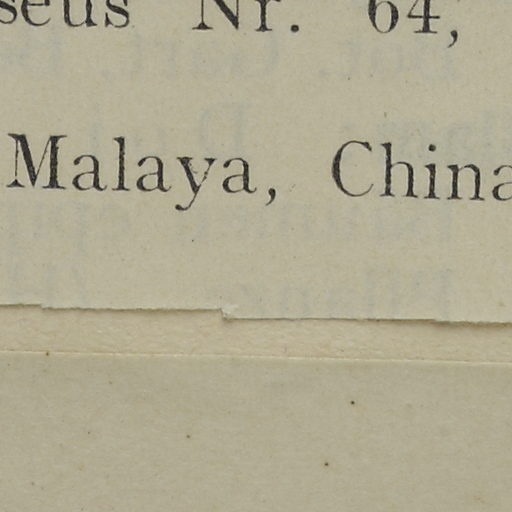 seus Nr. 64,
Malaya, China